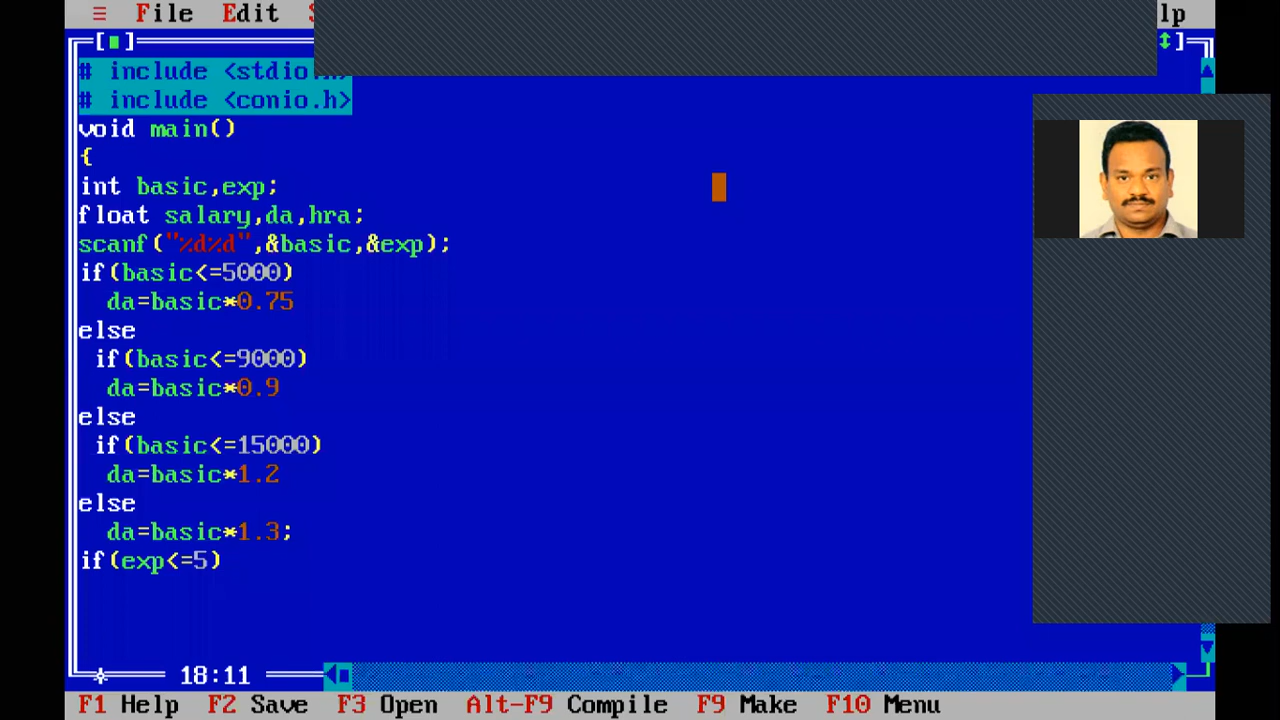 ≡ File Edit lp
[■] ↕]
# include <stdio.h>
# include <conio.h>
void main()
{
int basic,exp;
float salary,da,hra;
scanf("%d%d",&basic,&exp);
if(basic<=5000)
da=basic*0.75
else
if(basic<=9000)
da=basic*0.9
else
if(basic<=15000)
da=basic*1.2
else
da=basic*1.3;
if(exp<=5)
18:11
F1 Help F2 Save F3 Open Alt-F9 Compile F9 Make F10 Menu